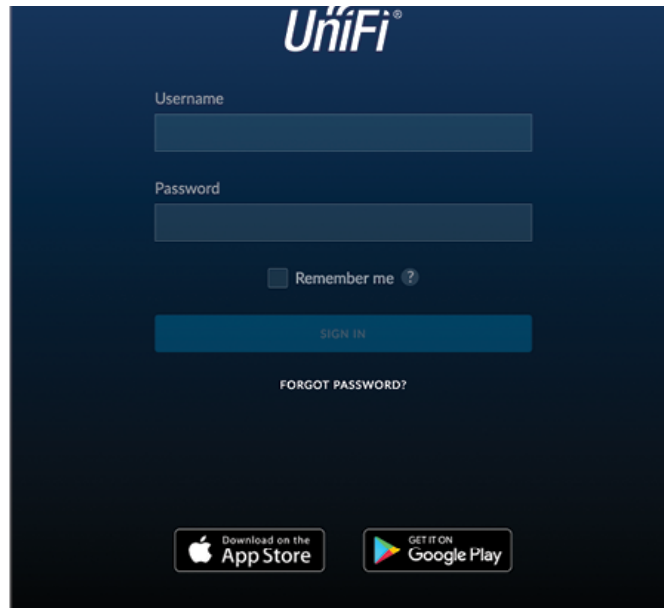 UniFi®
Username
Password
Remember me ?
SIGN IN
FORGOT PASSWORD?
Download on the
App Store
GET IT ON
Google Play